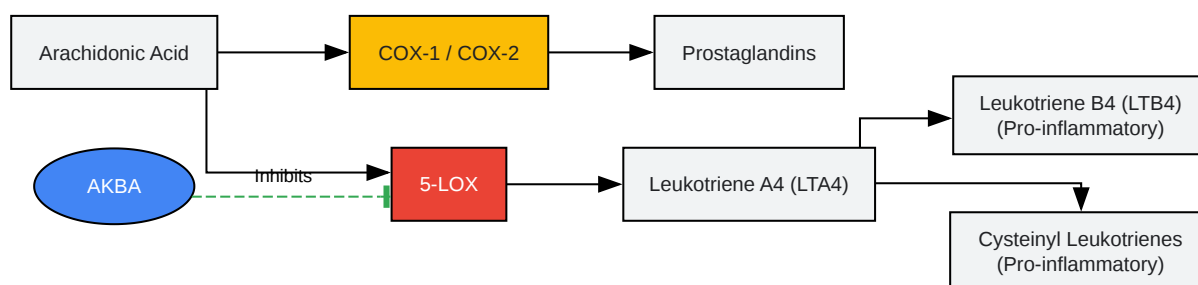 Arachidonic Acid
COX-1 / COX-2
Prostaglandins
Leukotriene B4 (LTB4)
(Pro-inflammatory)
AKBA
Inhibits
5-LOX
Leukotriene A4 (LTA4)
Cysteinyl Leukotrienes
(Pro-inflammatory)